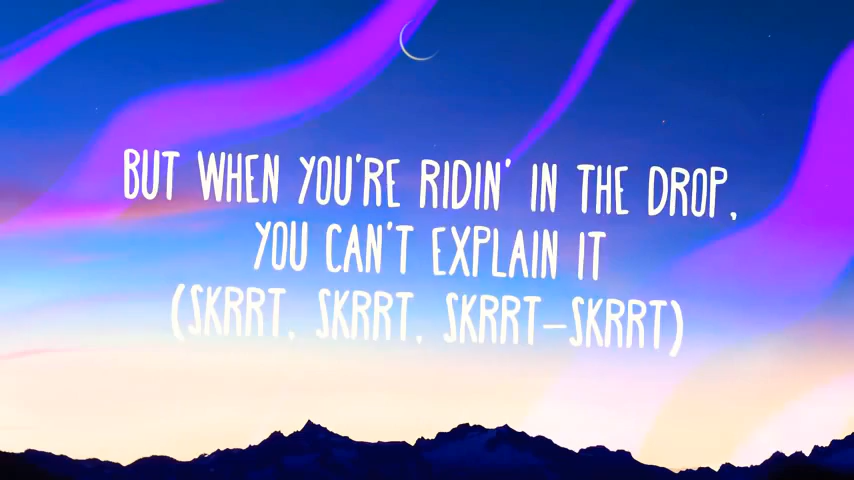 BUT WHEN YOU'RE RIDIN' IN THE DROP,
YOU CAN'T EXPLAIN IT
(SKRRT, SKRRT, SKRRT-SKRRT)